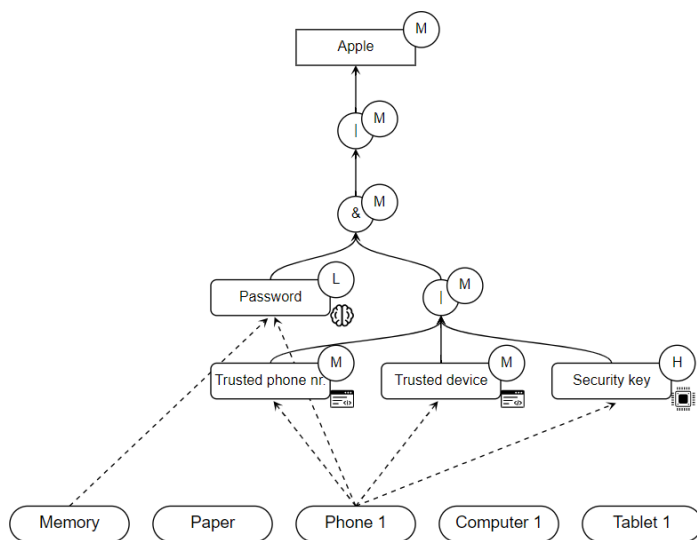 M
Apple
M
|
M
&
L
Password
M
|
M
Trusted phone nr.
M
Trusted device
H
Security key
Memory
Paper
Phone 1
Computer 1
Tablet 1